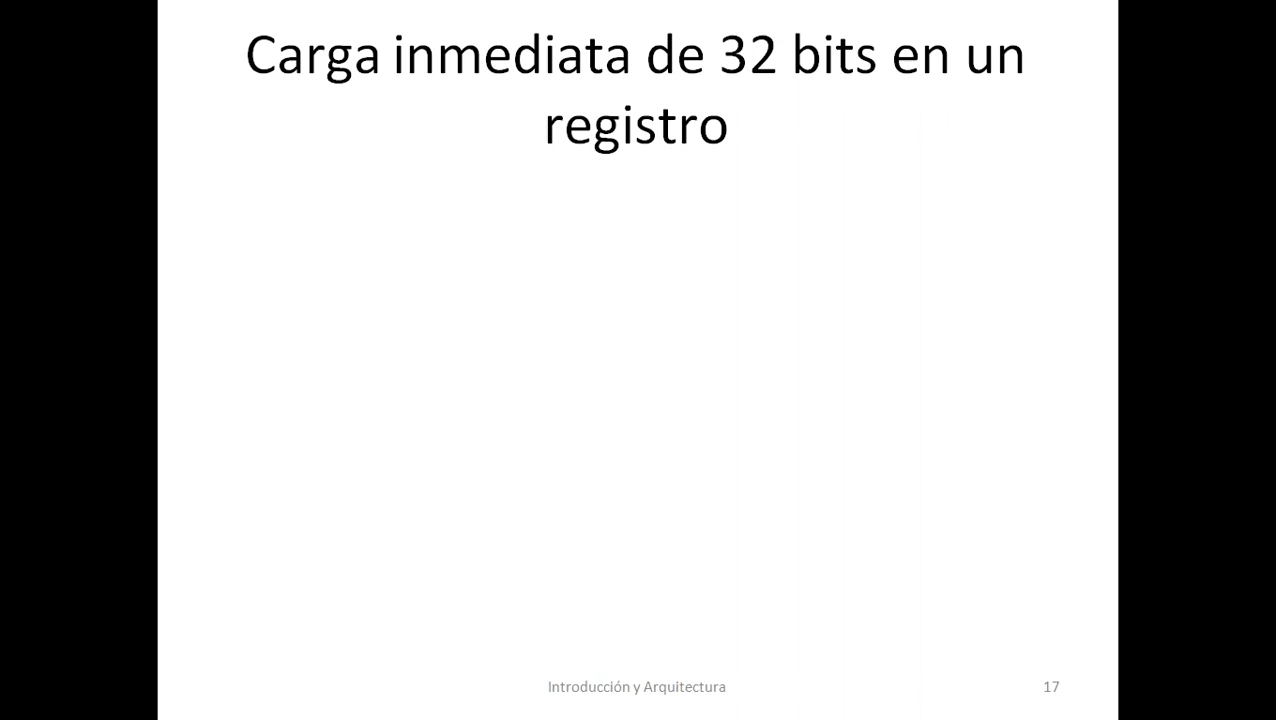 Carga inmediata de 32 bits en un
registro
Introducción y Arquitectura
17